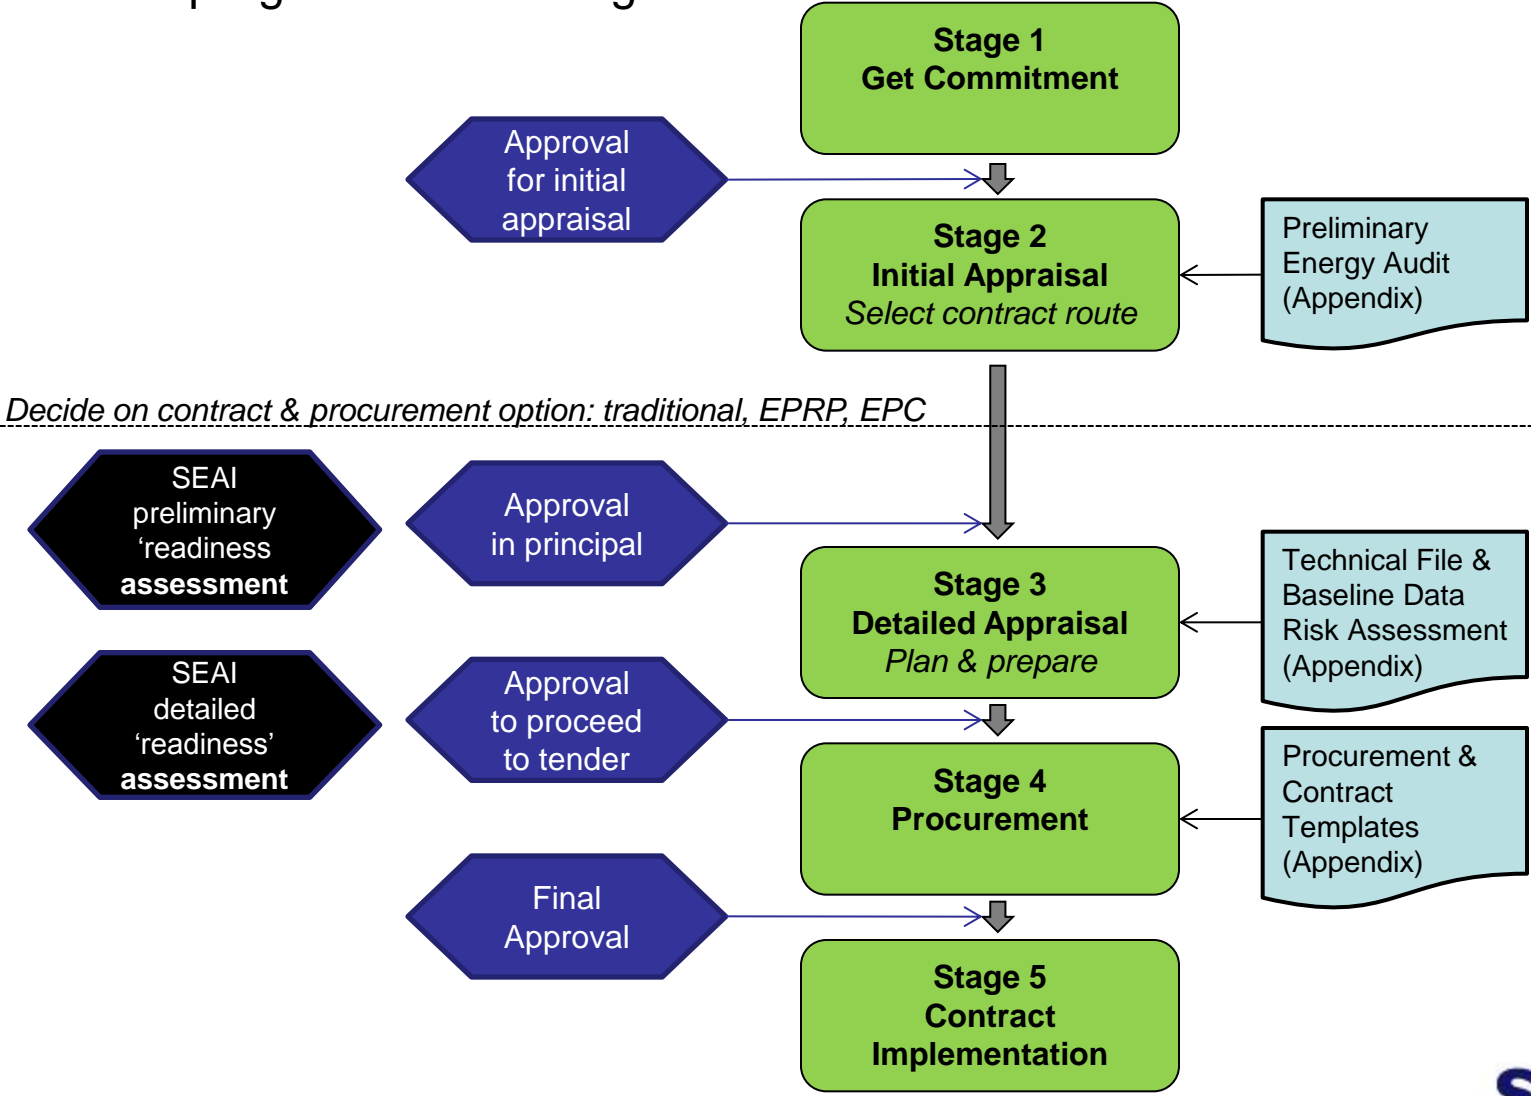 Stage 1
Get Commitment
Approval
for initial
appraisal
Stage 2
Initial Appraisal
Select contract route
Preliminary
Energy Audit
(Appendix)
Decide on contract & procurement option: traditional, EPRP, EPC
SEAI
preliminary
‘readiness
assessment
Approval
in principal
Stage 3
Detailed Appraisal
Plan & prepare
Technical File &
Baseline Data
Risk Assessment
(Appendix)
SEAI
detailed
‘readiness’
assessment
Approval
to proceed
to tender
Stage 4
Procurement
Procurement &
Contract
Templates
(Appendix)
Final
Approval
Stage 5
Contract
Implementation